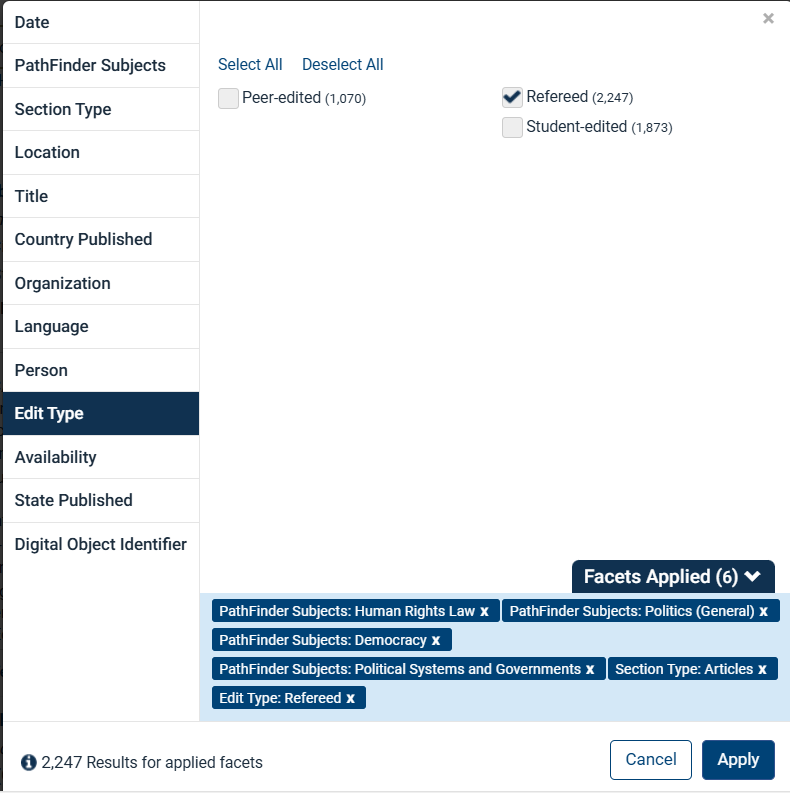 Date
PathFinder Subjects
Section Type
Location
Title
Country Published
Organization
Language
Person
Edit Type
Availability
State Published
Digital Object Identifier
×
Select All Deselect All
Peer-edited (1,070)
Refereed (2,247)
Student-edited (1,873)
Facets Applied (6)
PathFinder Subjects: Human Rights Law x PathFinder Subjects: Politics (General) x
PathFinder Subjects: Democracy x
PathFinder Subjects: Political Systems and Governments x Section Type: Articles x
Edit Type: Refereed x
2,247 Results for applied facets
Cancel Apply